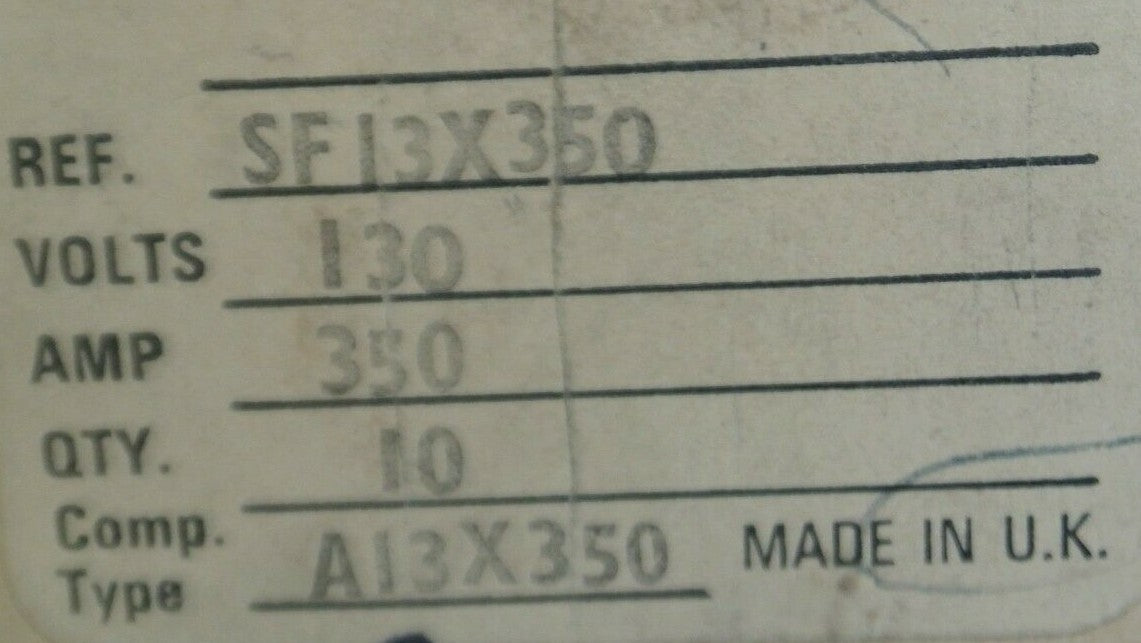 REF. SF13X350
VOLTS 130
AMP 350
QTY. 10
Comp. Type A13X350 MADE IN U.K.